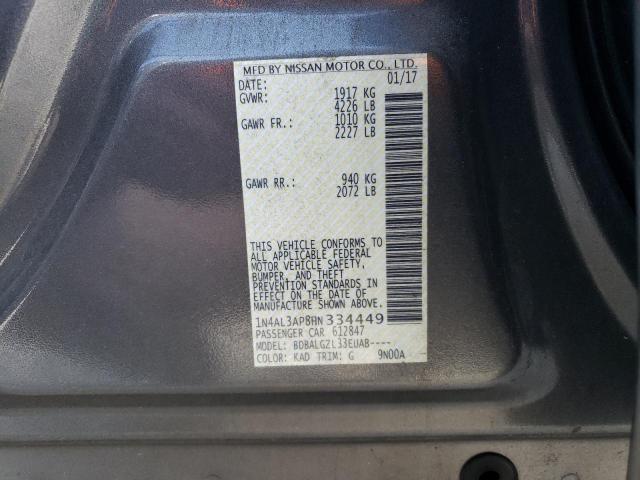 MFD BY NISSAN MOTOR CO., LTD.
DATE: 01/17
GVWR: 1917 KG
4226 LB
GAWR FR.: 1010 KG
2227 LB
GAWR RR.: 940 KG
2072 LB
THIS VEHICLE CONFORMS TO
ALL APPLICABLE FEDERAL
MOTOR VEHICLE SAFETY,
BUMPER, AND THEFT
PREVENTION STANDARDS IN
EFFECT ON THE DATE OF
MANUFACTURE SHOWN ABOVE.
1N4AL3AP8HN334449
PASSENGER CAR 612847
MODEL: BDBALGZL33EUAB----
COLOR: KAD TRIM: G 9N00A